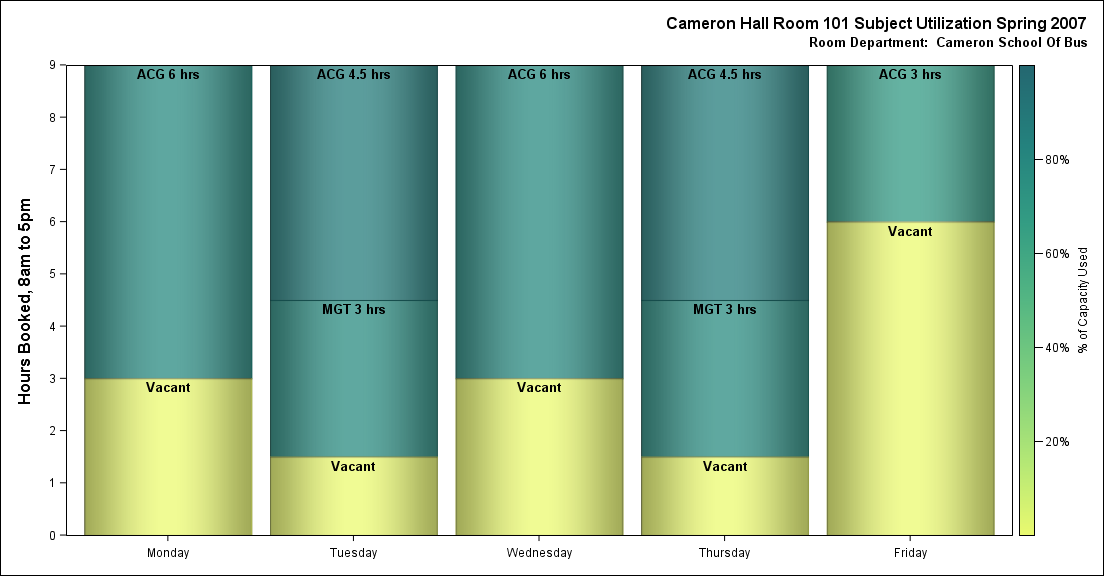 Cameron Hall Room 101 Subject Utilization Spring 2007
Room Department: Cameron School Of Bus
Hours Booked, 8am to 5pm
9
8
7
6
5
4
3
2
1
0
ACG 6 hrs
Vacant
ACG 4.5 hrs
MGT 3 hrs
Vacant
ACG 6 hrs
Vacant
ACG 4.5 hrs
MGT 3 hrs
Vacant
ACG 3 hrs
Vacant
Monday
Tuesday
Wednesday
Thursday
Friday
80%
60%
40%
20%
% of Capacity Used